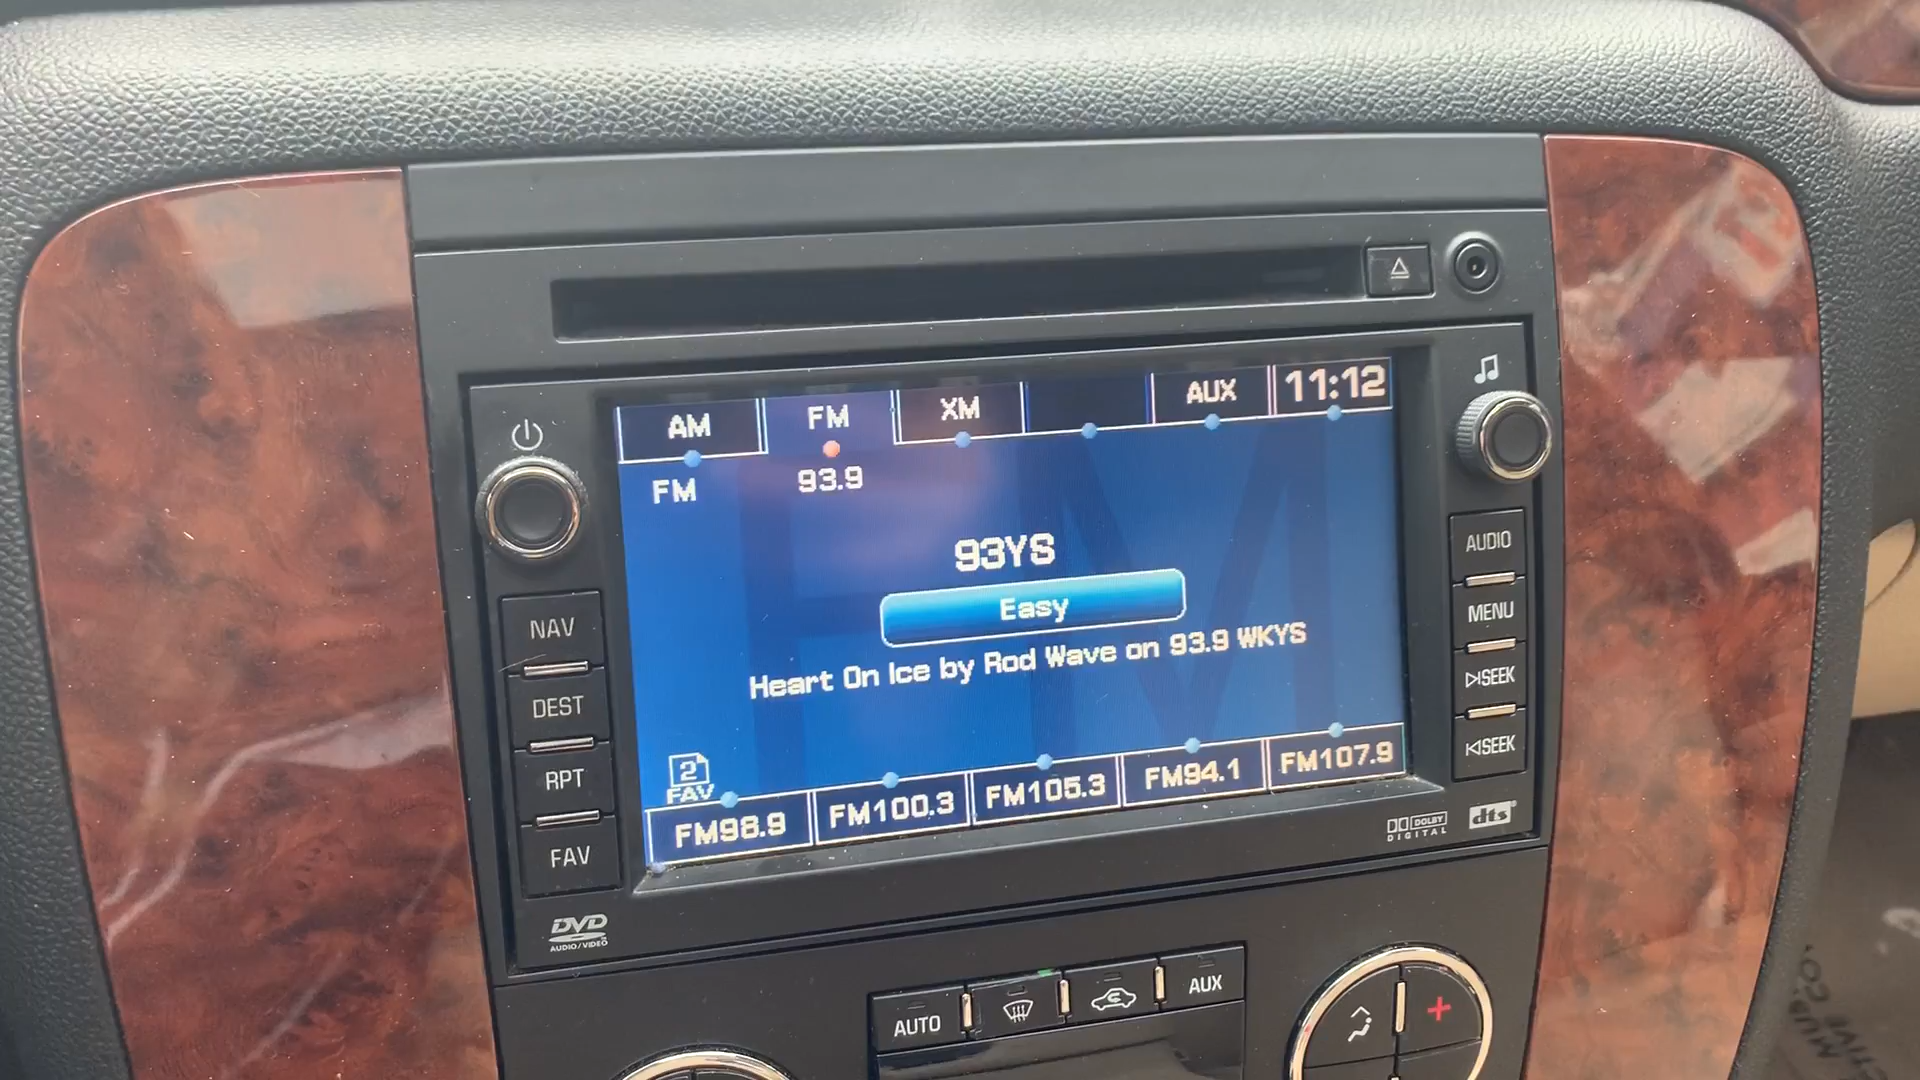 AM
FM
XM
AUX
11:12
FM
93.9
93YS
Easy
Heart On Ice by Rod Wave on 93.9 WKYS
2
FAV
FM98.9
FM100.3
FM105.3
FM94.1
FM107.9
NAV
DEST
RPT
FAV
AUDIO
MENU
SEEK
SEEK
DVD
AUDIO/VIDEO
DOLBY
DIGITAL
dts
AUTO
AUX